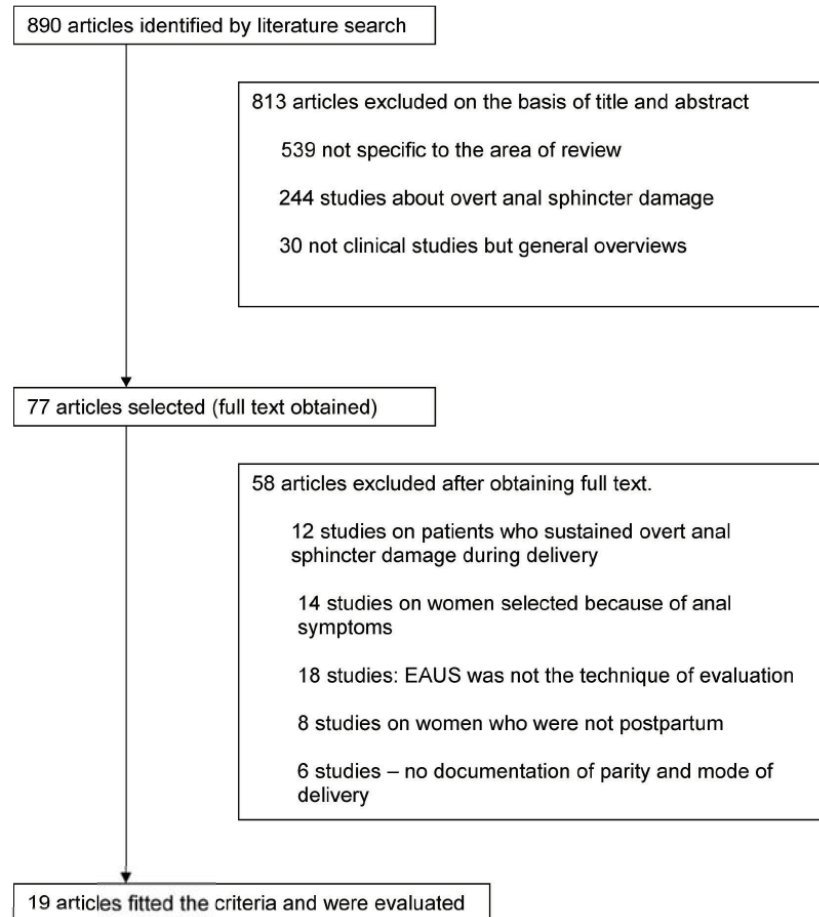 890 articles identified by literature search
813 articles excluded on the basis of title and abstract
539 not specific to the area of review
244 studies about overt anal sphincter damage
30 not clinical studies but general overviews
77 articles selected (full text obtained)
58 articles excluded after obtaining full text.
12 studies on patients who sustained overt anal
sphincter damage during delivery
14 studies on women selected because of anal
symptoms
18 studies: EAUS was not the technique of evaluation
8 studies on women who were not postpartum
6 studies – no documentation of parity and mode of
delivery
19 articles fitted the criteria and were evaluated